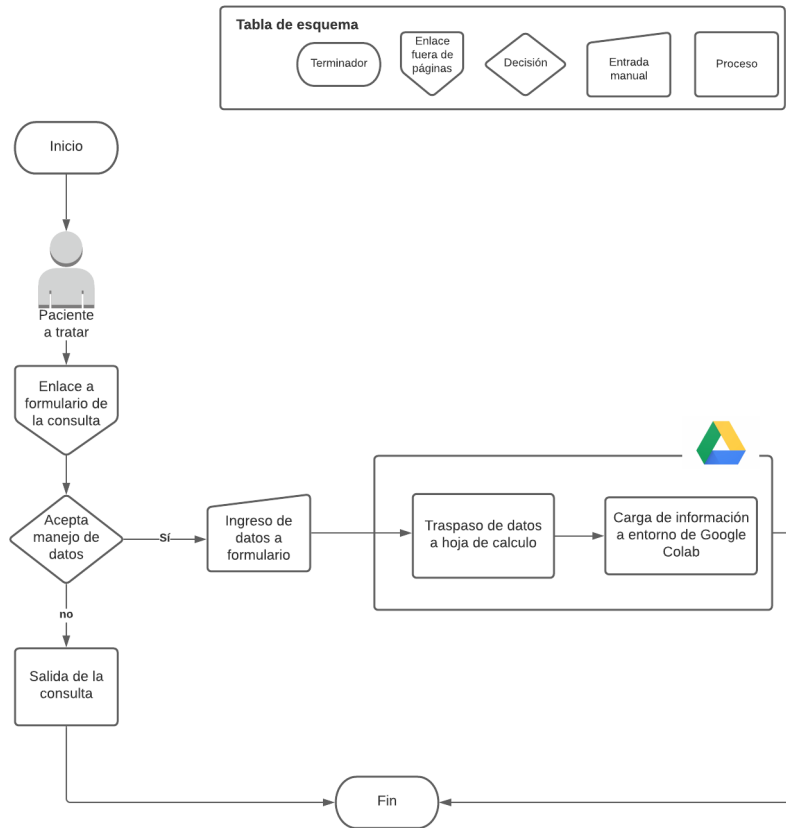 Tabla de esquema
Terminador
Enlace
fuera de
páginas
Decisión
Entrada
manual
Proceso
Inicio
Paciente
a tratar
Enlace a
formulario de
la consulta
Acepta
manejo de
datos
Sí
Ingreso de
datos a
formulario
Traspaso de datos
a hoja de calculo
Carga de información
a entorno de Google
Colab
no
Salida de la
consulta
Fin